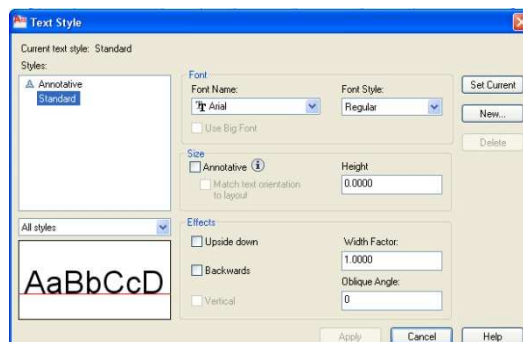 Text Style
Current text style: Standard
Styles:
Annotative
Standard
All styles
AaBbCcD
Font
Font Name:
Arial
Font Style:
Regular
Use Big Font
Size
Annotative
Match text orientation
to layout
Height
0.0000
Effects
Upside down
Backwards
Vertical
Width Factor:
1.0000
Oblique Angle:
0
Set Current
New...
Delete
Apply
Cancel
Help